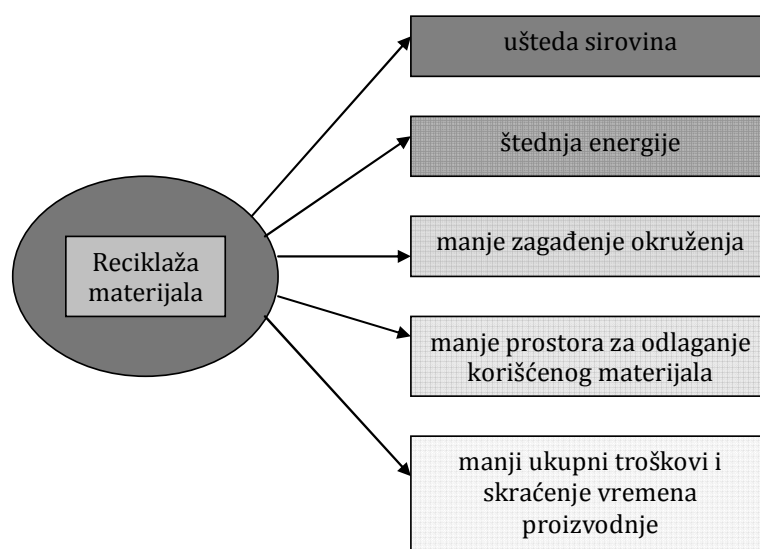 Reciklaža
materijala
ušteda sirovina
štednja energije
manje zagađenje okruženja
manje prostora za odlaganje
korišćenog materijala
manji ukupni troškovi i
skraćenje vremena
proizvodnje